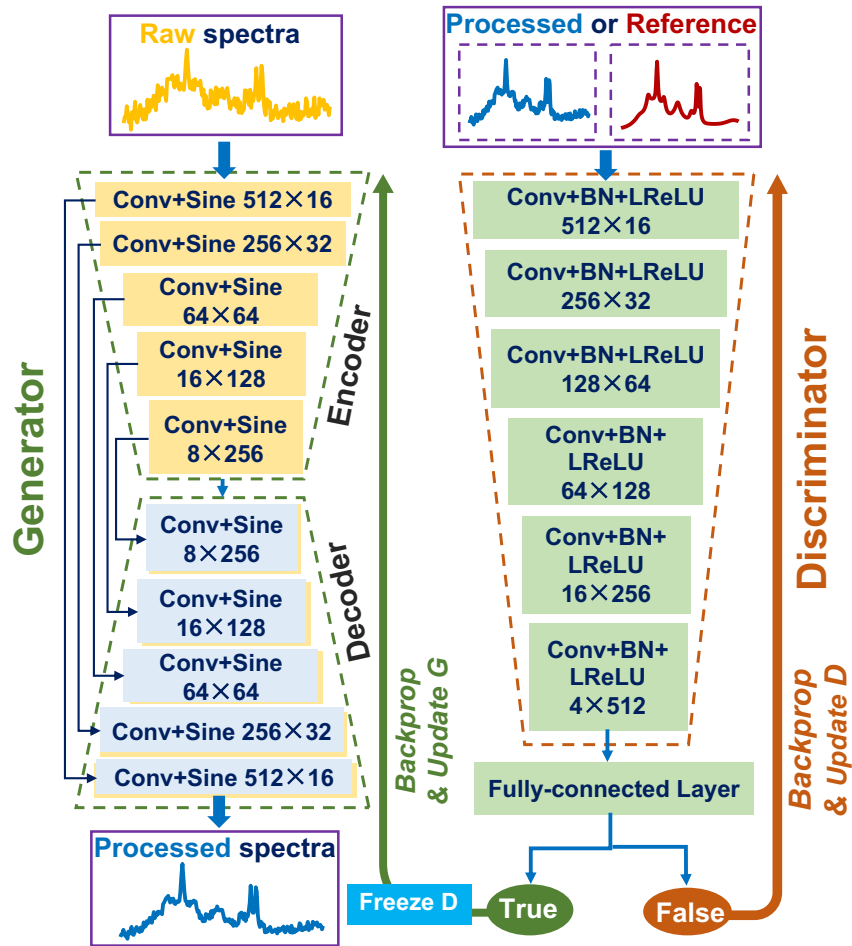 Raw spectra
Generator
Conv+Sine 512×16
Conv+Sine 256×32
Conv+Sine
64×64
Conv+Sine
16×128
Conv+Sine
8×256
Encoder
Conv+Sine
8×256
Conv+Sine
16×128
Conv+Sine
64×64
Conv+Sine 256×32
Conv+Sine 512×16
Decoder
Processed spectra
Backprop
& Update G
Freeze D
Processed or Reference
Conv+BN+LReLU
512×16
Conv+BN+LReLU
256×32
Conv+BN+LReLU
128×64
Conv+BN+
LReLU
64×128
Conv+BN+
LReLU
16×256
Conv+BN+
LReLU
4×512
Fully-connected Layer
True
False
Discriminator
Backprop
& Update D